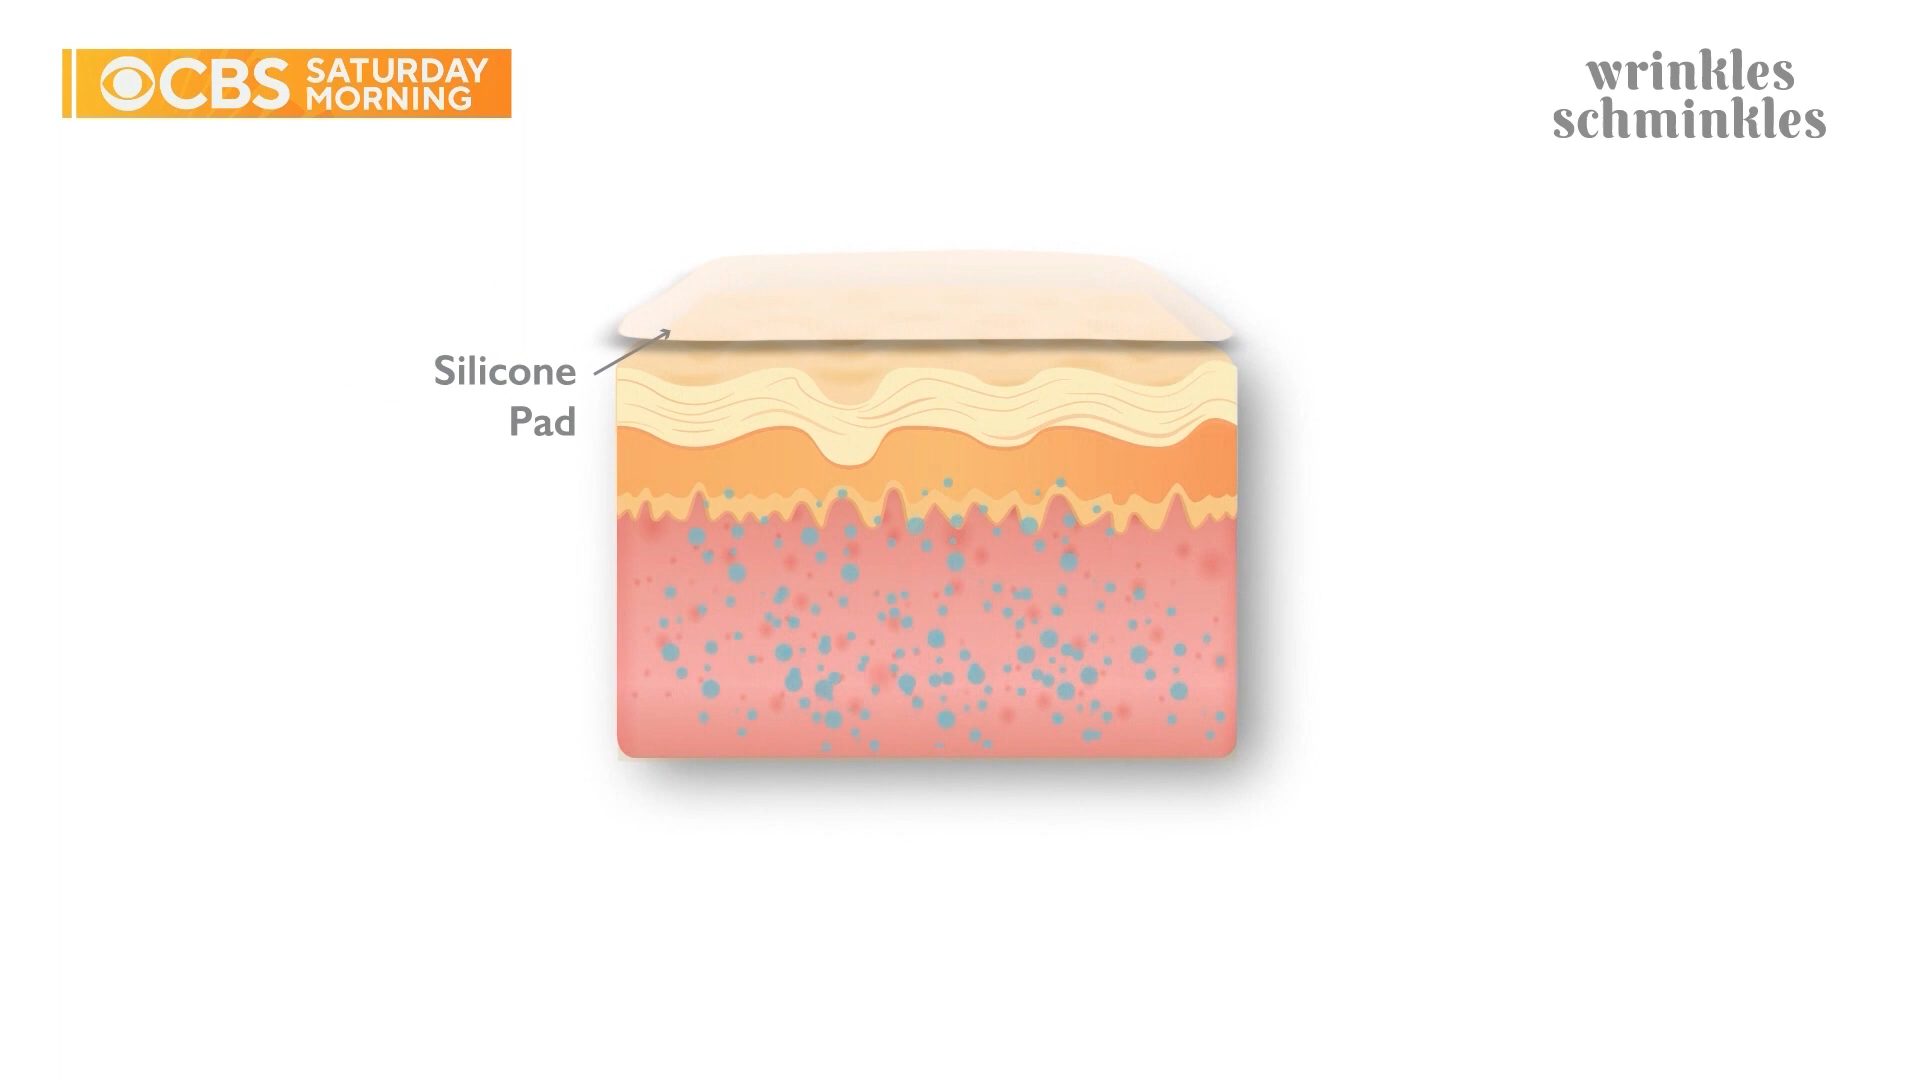 CBS SATURDAY
MORNING
wrinkles
schminkles
Silicone
Pad